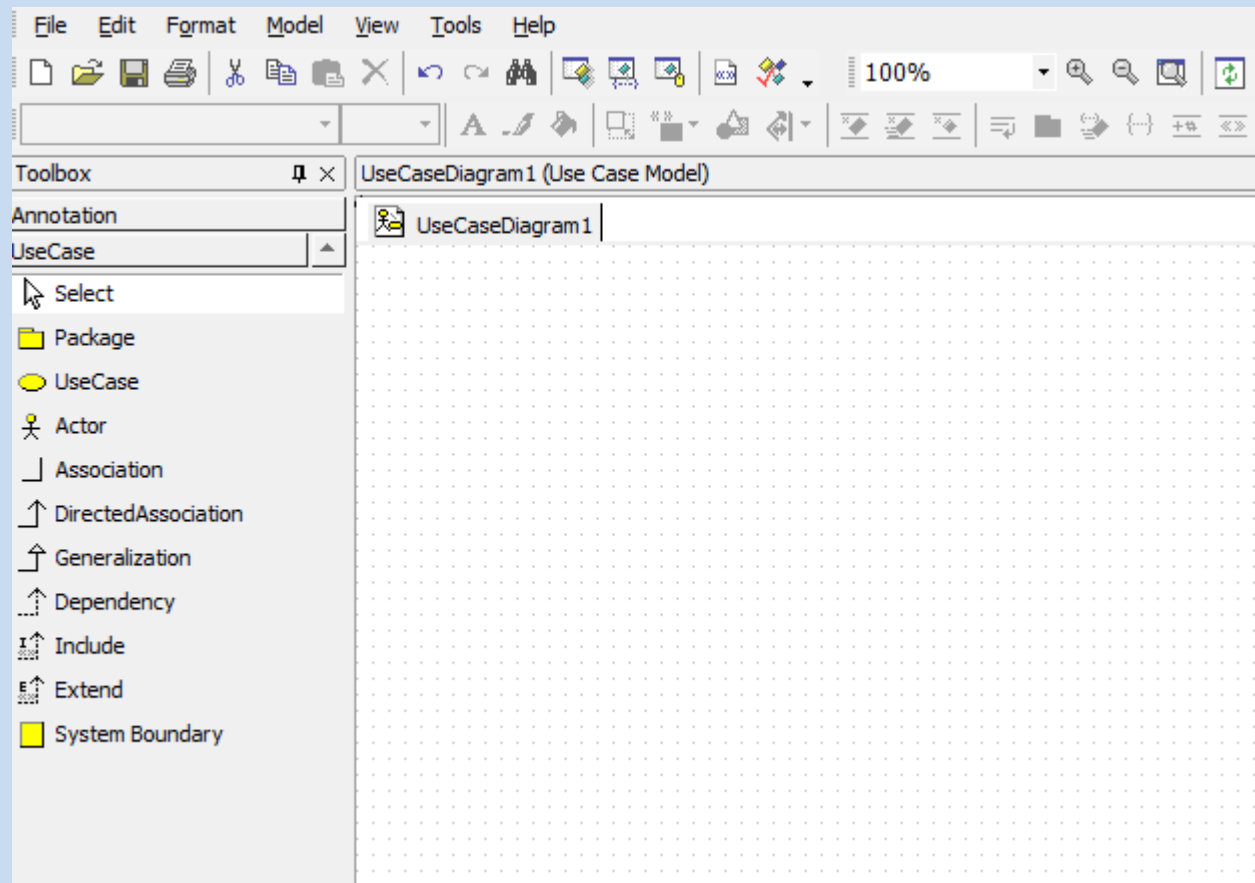 File Edit Format Model View Tools Help
100%
Toolbox
UseCaseDiagram1 (Use Case Model)
Annotation
UseCaseDiagram1
UseCase
Select
Package
UseCase
Actor
Association
DirectedAssociation
Generalization
Dependency
Include
Extend
System Boundary